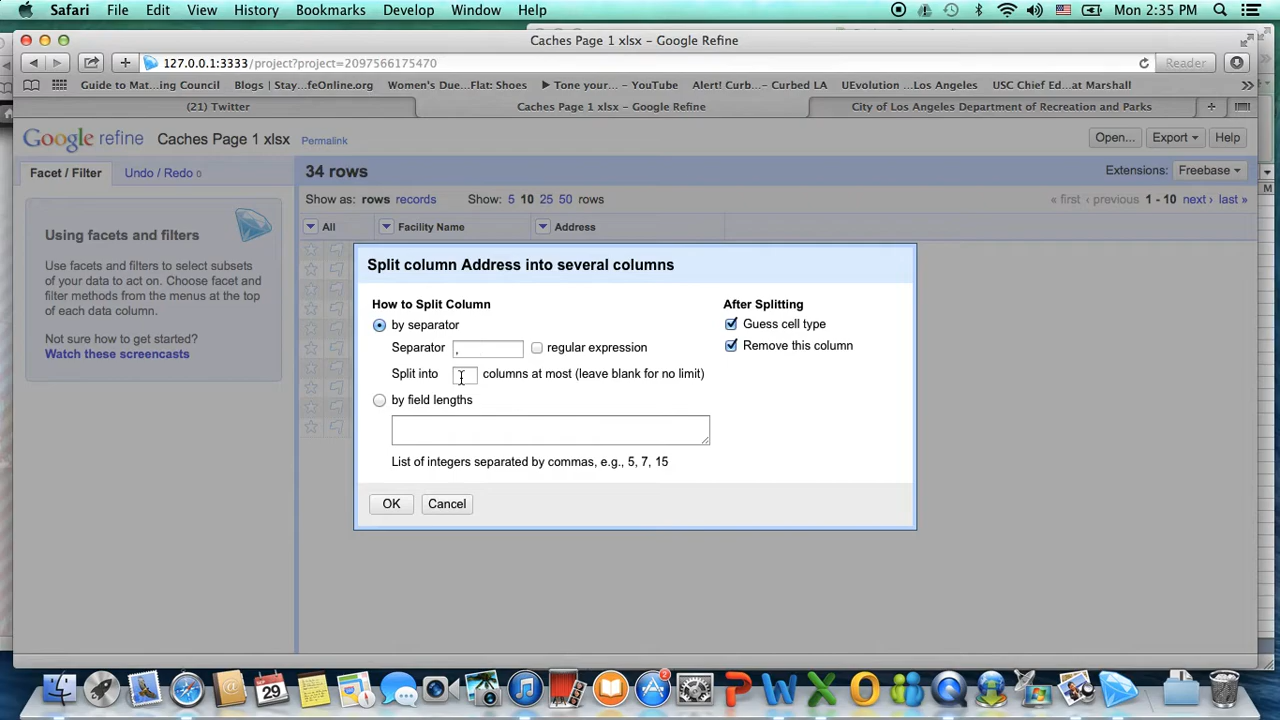 Safari File Edit View History Bookmarks Develop Window Help Mon 2:35 PM
Caches Page 1 xlsx – Google Refine
127.0.0.1:3333/project?project=2097566175470 Reader
Guide to Mat...ing Council Blogs | Stay...feOnline.org Women's Due...Flat: Shoes Tone your... – YouTube Alert! Curb... – Curbed LA UEvolution ...Los Angeles USC Chief Ed...at Marshall
(21) Twitter Caches Page 1 xlsx – Google Refine City of Los Angeles Department of Recreation and Parks
Google refine Caches Page 1 xlsx Permalink Open... Export Help
Facet / Filter Undo / Redo 0 34 rows Extensions: Freebase
Show as: rows records Show: 5 10 25 50 rows « first ‹ previous 1 - 10 next › last »
All Facility Name Address
Using facets and filters
Use facets and filters to select subsets
of your data to act on. Choose facet and
filter methods from the menus at the top
of each data column.
Not sure how to get started?
Watch these screencasts
Split column Address into several columns
How to Split Column After Splitting
by separator Guess cell type
Separator , regular expression Remove this column
Split into columns at most (leave blank for no limit)
by field lengths
List of integers separated by commas, e.g., 5, 7, 15
OK Cancel
SEP
29
2